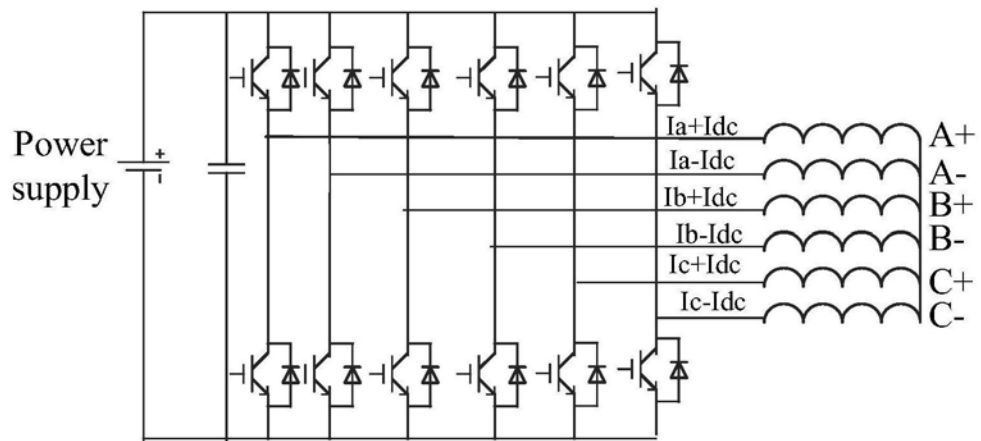 Power
supply
+
-
Ia+Idc
A+
Ia-Idc
A-
Ib+Idc
B+
Ib-Idc
B-
Ic+Idc
C+
Ic-Idc
C-